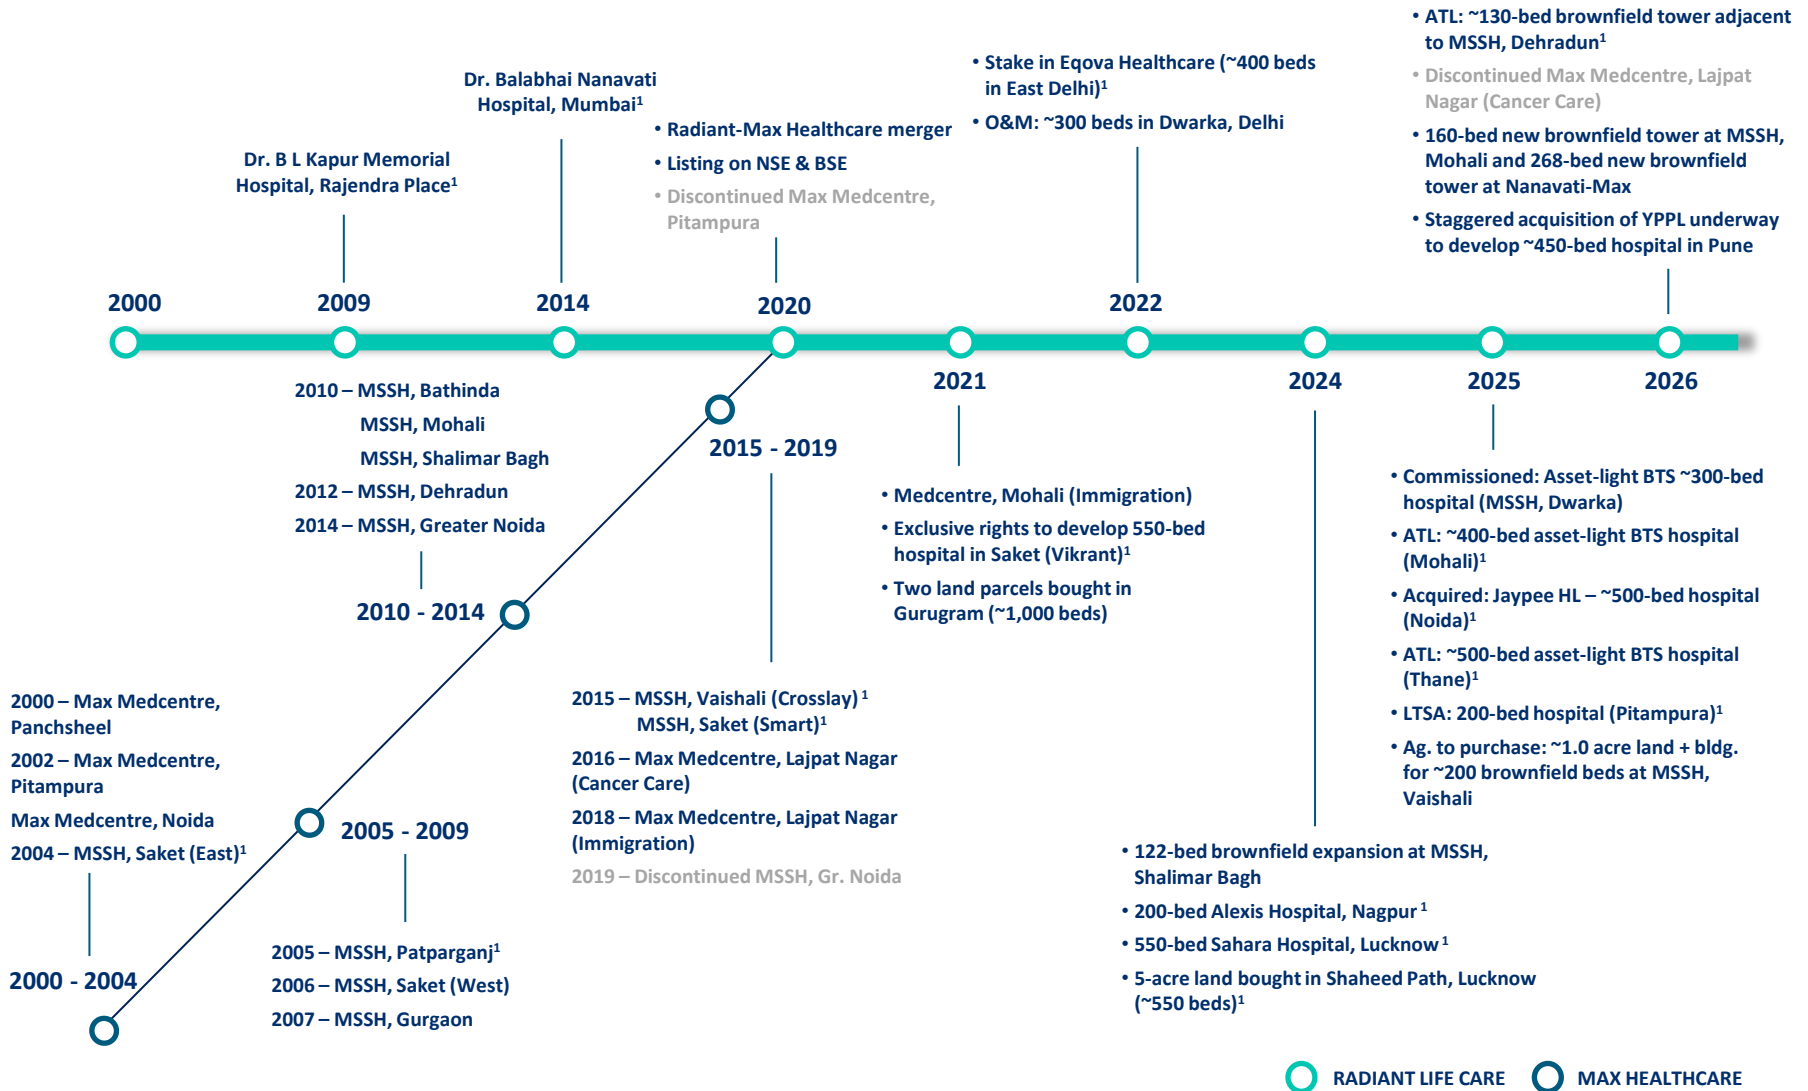 • ATL: ~130-bed brownfield tower adjacent
to MSSH, Dehradun¹
• Discontinued Max Medcentre, Lajpat
Nagar (Cancer Care)
• 160-bed new brownfield tower at MSSH,
Mohali and 268-bed new brownfield
tower at Nanavati-Max
• Staggered acquisition of YPPL underway
to develop ~450-bed hospital in Pune
• Stake in Eqova Healthcare (~400 beds
in East Delhi)¹
• O&M: ~300 beds in Dwarka, Delhi
Dr. Balabhai Nanavati
Hospital, Mumbai¹
• Radiant-Max Healthcare merger
• Listing on NSE & BSE
• Discontinued Max Medcentre,
Pitampura
Dr. B L Kapur Memorial
Hospital, Rajendra Place¹
2000
2009
2014
2020
2022
2021
2024
2025
2026
2010 – MSSH, Bathinda
MSSH, Mohali
MSSH, Shalimar Bagh
2012 – MSSH, Dehradun
2014 – MSSH, Greater Noida
2010 - 2014
2015 - 2019
• Medcentre, Mohali (Immigration)
• Exclusive rights to develop 550-bed
hospital in Saket (Vikrant)¹
• Two land parcels bought in
Gurugram (~1,000 beds)
• Commissioned: Asset-light BTS ~300-bed
hospital (MSSH, Dwarka)
• ATL: ~400-bed asset-light BTS hospital
(Mohali)¹
• Acquired: Jaypee HL – ~500-bed hospital
(Noida)¹
• ATL: ~500-bed asset-light BTS hospital
(Thane)¹
• LTSA: 200-bed hospital (Pitampura)¹
• Ag. to purchase: ~1.0 acre land + bldg.
for ~200 brownfield beds at MSSH,
Vaishali
2000 – Max Medcentre,
Panchsheel
2002 – Max Medcentre,
Pitampura
Max Medcentre, Noida
2004 – MSSH, Saket (East)¹
2000 - 2004
2005 - 2009
2005 – MSSH, Patparganj¹
2006 – MSSH, Saket (West)
2007 – MSSH, Gurgaon
2015 – MSSH, Vaishali (Crosslay) ¹
MSSH, Saket (Smart)¹
2016 – Max Medcentre, Lajpat Nagar
(Cancer Care)
2018 – Max Medcentre, Lajpat Nagar
(Immigration)
2019 – Discontinued MSSH, Gr. Noida
• 122-bed brownfield expansion at MSSH,
Shalimar Bagh
• 200-bed Alexis Hospital, Nagpur ¹
• 550-bed Sahara Hospital, Lucknow ¹
• 5-acre land bought in Shaheed Path, Lucknow
(~550 beds)¹
RADIANT LIFE CARE
MAX HEALTHCARE